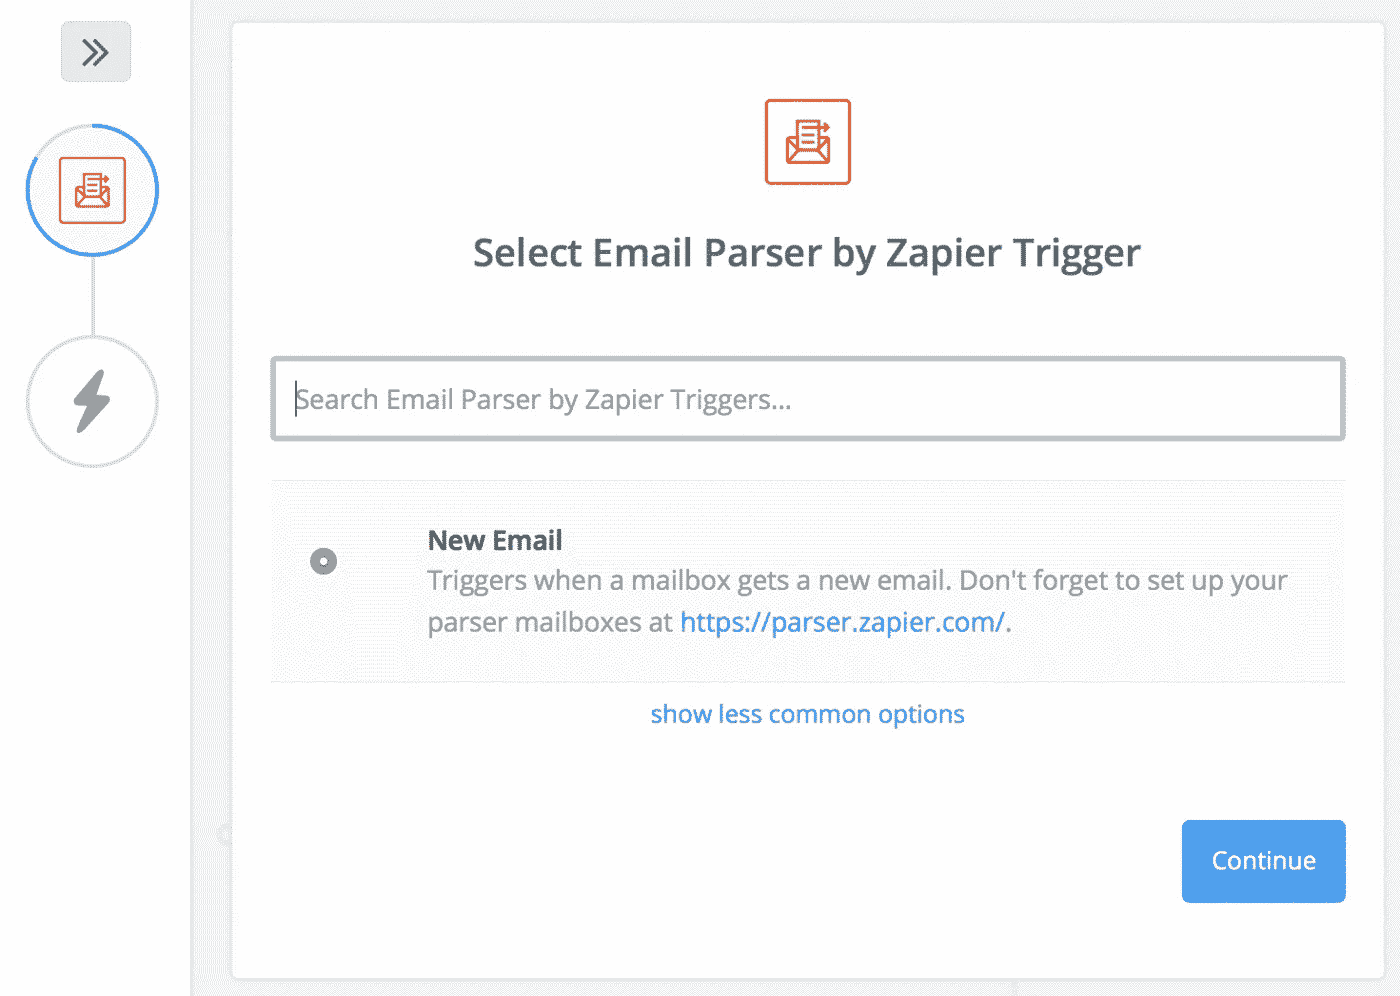 Select Email Parser by Zapier Trigger
Search Email Parser by Zapier Triggers...
New Email
Triggers when a mailbox gets a new email. Don't forget to set up your
parser mailboxes at https://parser.zapier.com/.
show less common options
Continue